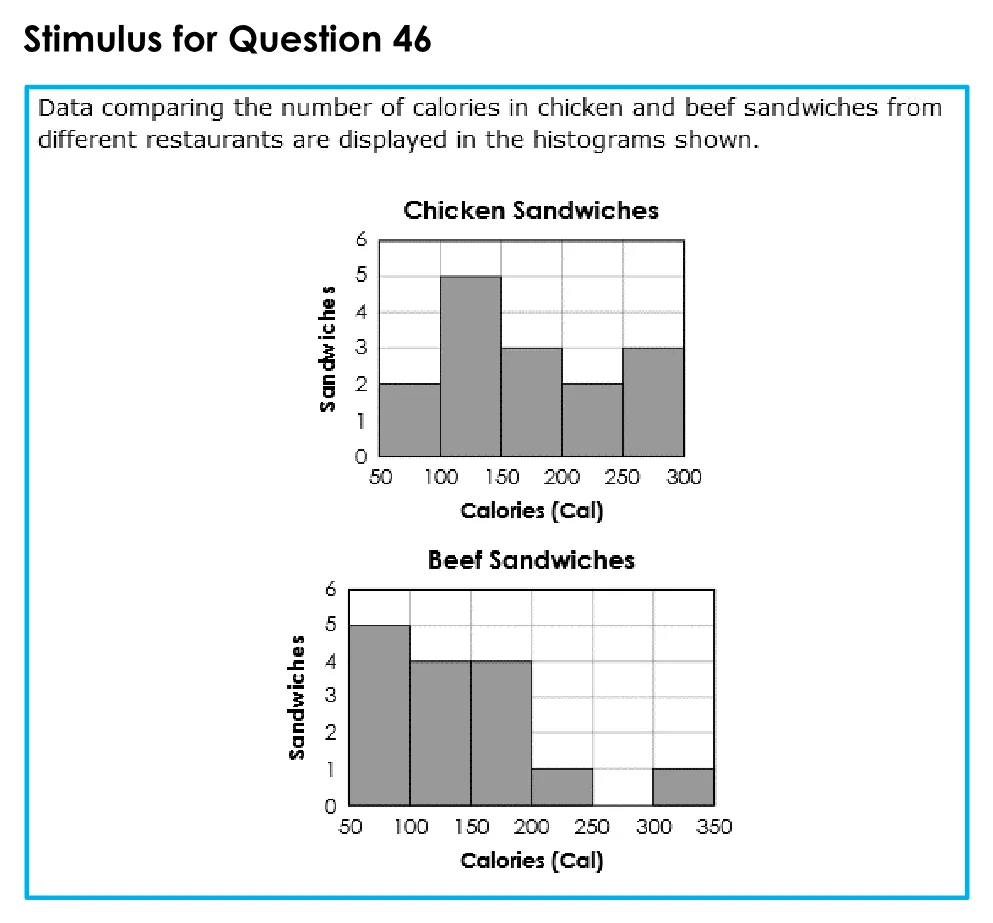 Stimulus for Question 46
Data comparing the number of calories in chicken and beef sandwiches from
different restaurants are displayed in the histograms shown.
Chicken Sandwiches
6
5
4
3
2
1
0
Sandwiches
50 100 150 200 250 300
Calories (Cal)
Beef Sandwiches
6
5
4
3
2
1
0
Sandwiches
50 100 150 200 250 300 350
Calories (Cal)